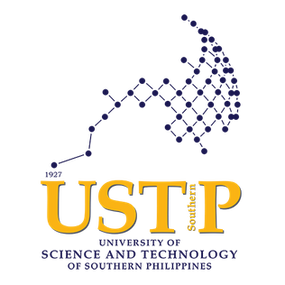 1927
USTP
Southern
UNIVERSITY OF
SCIENCE AND TECHNOLOGY
OF SOUTHERN PHILIPPINES